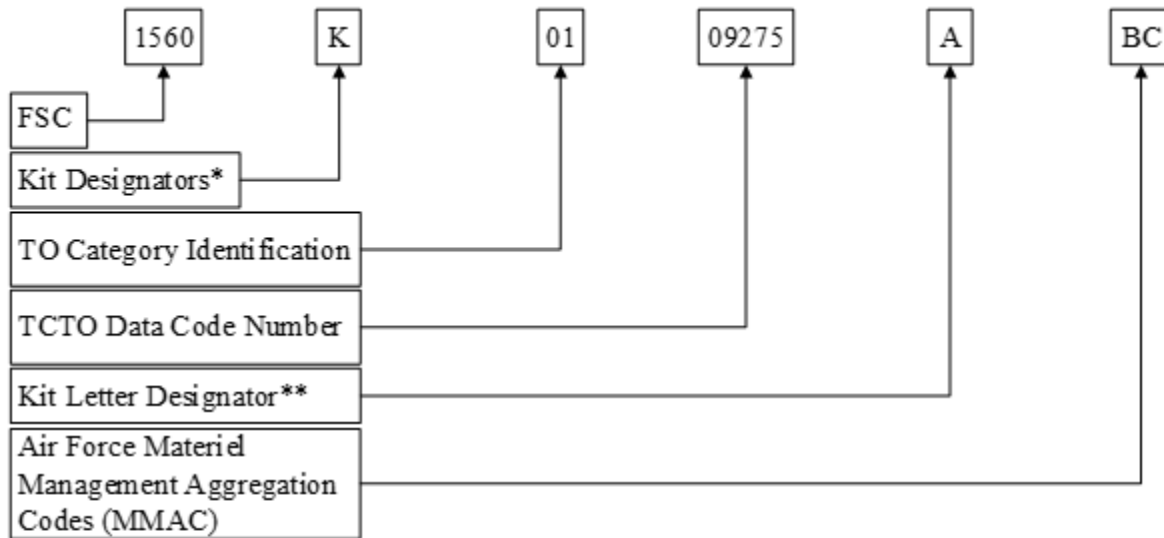 1560 K 01 09275 A BC
FSC
Kit Designators*
TO Category Identification
TCTO Data Code Number
Kit Letter Designator**
Air Force Materiel
Management Aggregation
Codes (MMAC)